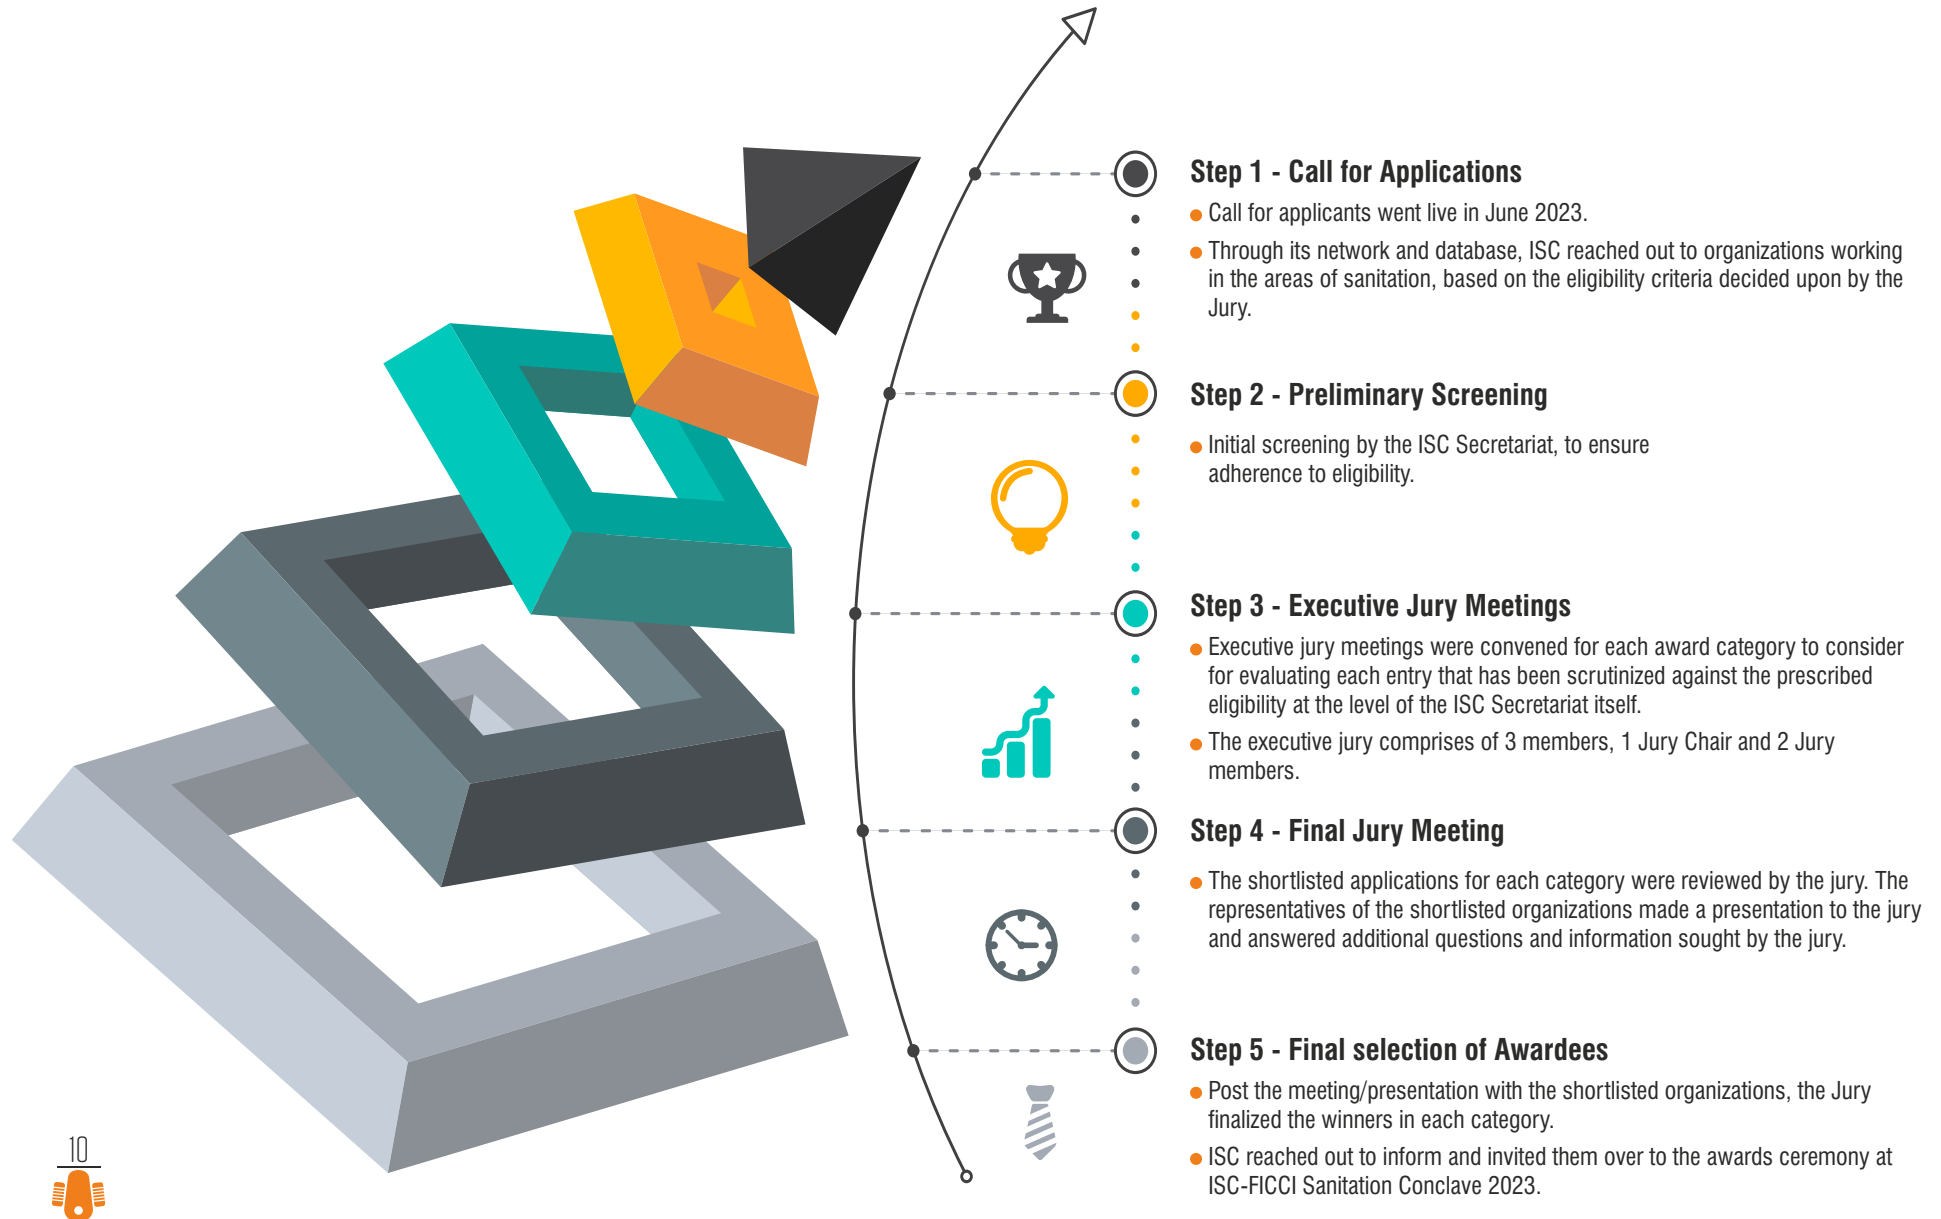 Step 1 - Call for Applications
Call for applicants went live in June 2023.
Through its network and database, ISC reached out to organizations working
in the areas of sanitation, based on the eligibility criteria decided upon by the
Jury.
Step 2 - Preliminary Screening
Initial screening by the ISC Secretariat, to ensure
adherence to eligibility.
Step 3 - Executive Jury Meetings
Executive jury meetings were convened for each award category to consider
for evaluating each entry that has been scrutinized against the prescribed
eligibility at the level of the ISC Secretariat itself.
The executive jury comprises of 3 members, 1 Jury Chair and 2 Jury
members.
Step 4 - Final Jury Meeting
The shortlisted applications for each category were reviewed by the jury. The
representatives of the shortlisted organizations made a presentation to the jury
and answered additional questions and information sought by the jury.
Step 5 - Final selection of Awardees
Post the meeting/presentation with the shortlisted organizations, the Jury
finalized the winners in each category.
ISC reached out to inform and invited them over to the awards ceremony at
ISC-FICCI Sanitation Conclave 2023.
10